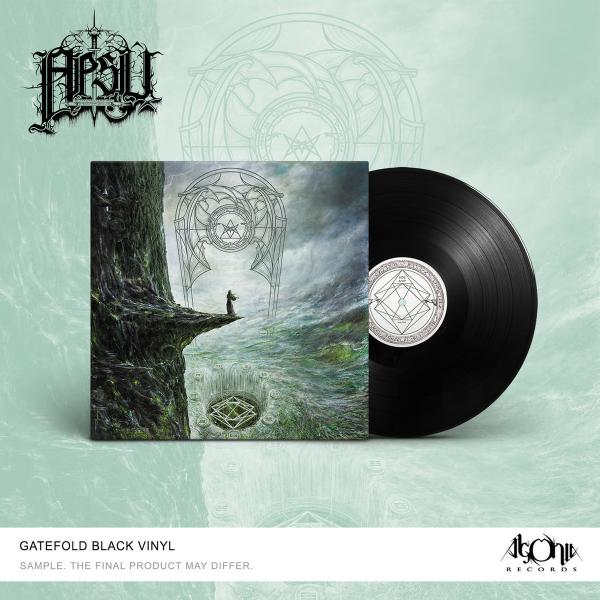 APSU
GATEFOLD BLACK VINYL
SAMPLE. THE FINAL PRODUCT MAY DIFFER.
AGONIA
RECORDS